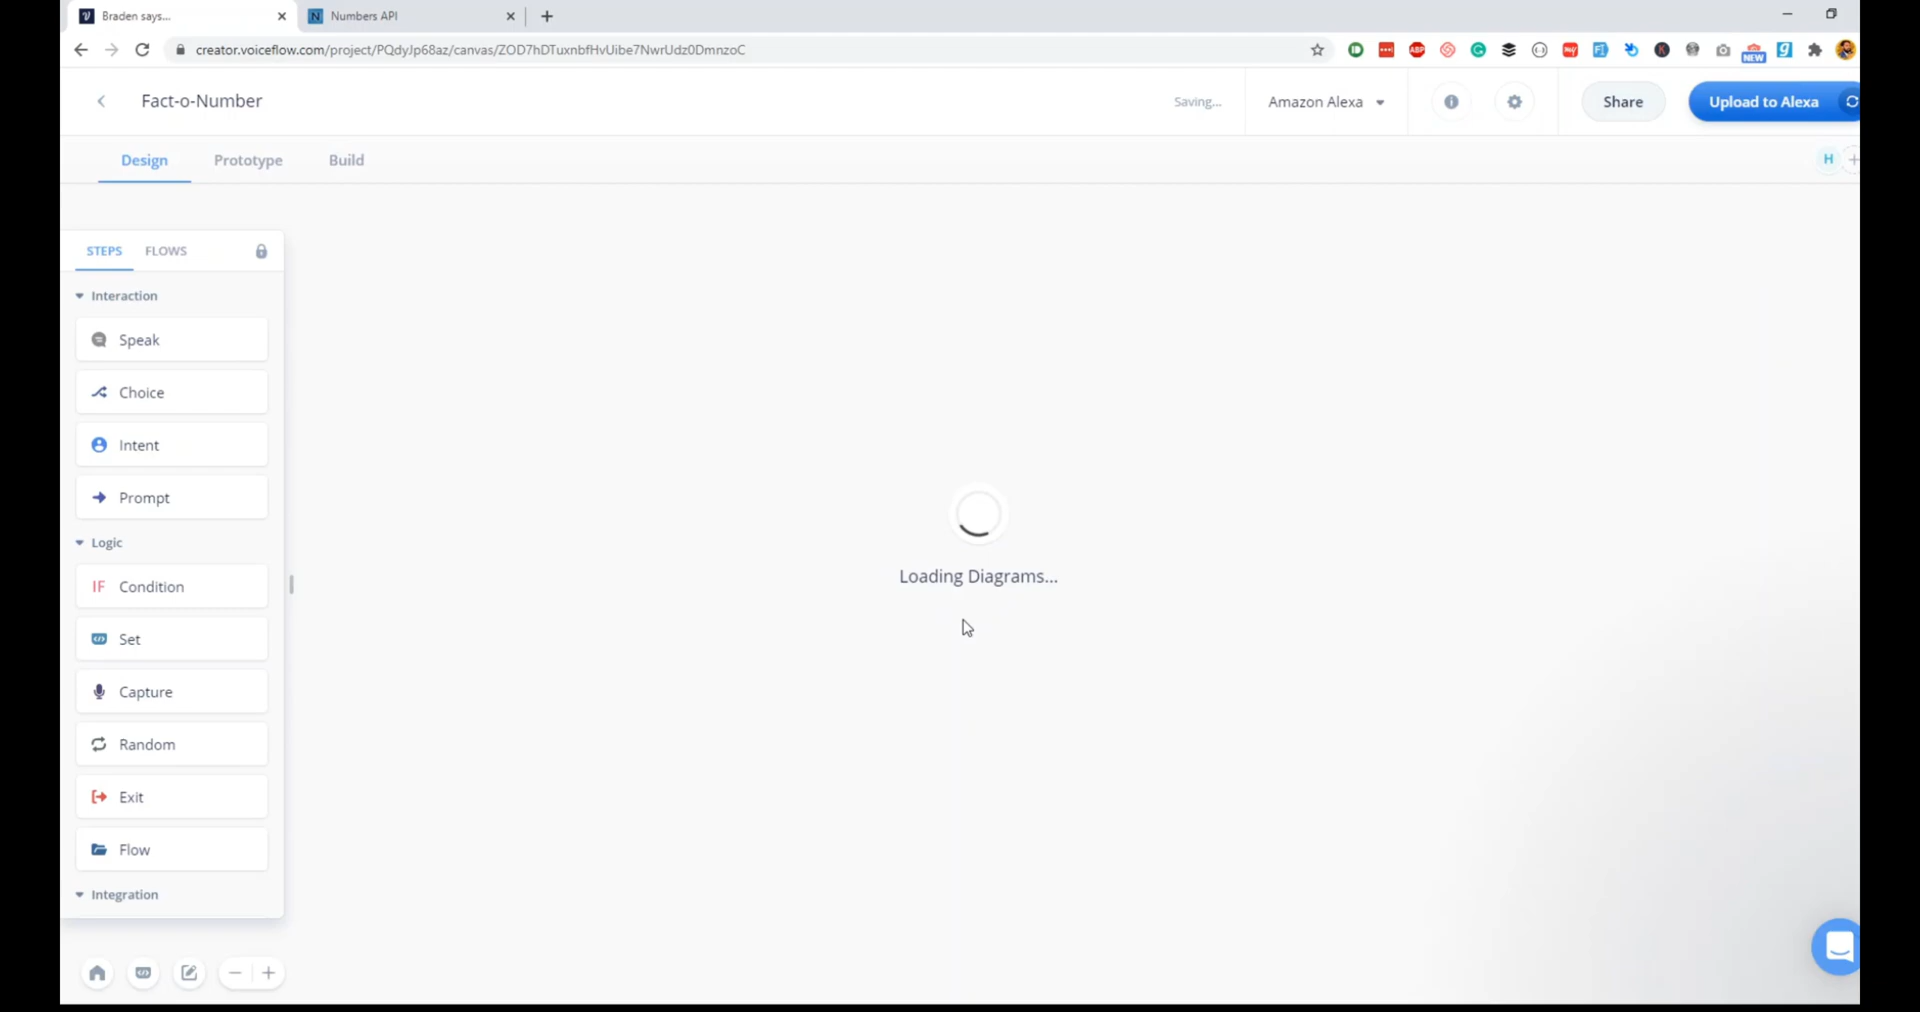 Braden says...
Numbers API
creator.voiceflow.com/project/PQdyJp68az/canvas/ZOD7hDTuxnbfHvUibe7NwrUdz0DmnzoC
ABP
NEW
Fact-o-Number
Saving...
Amazon Alexa
Share
Upload to Alexa
Design
Prototype
Build
H
STEPS
FLOWS
Interaction
Speak
Choice
Intent
Prompt
Logic
IF Condition
Set
Capture
Random
Exit
Flow
Integration
Loading Diagrams...